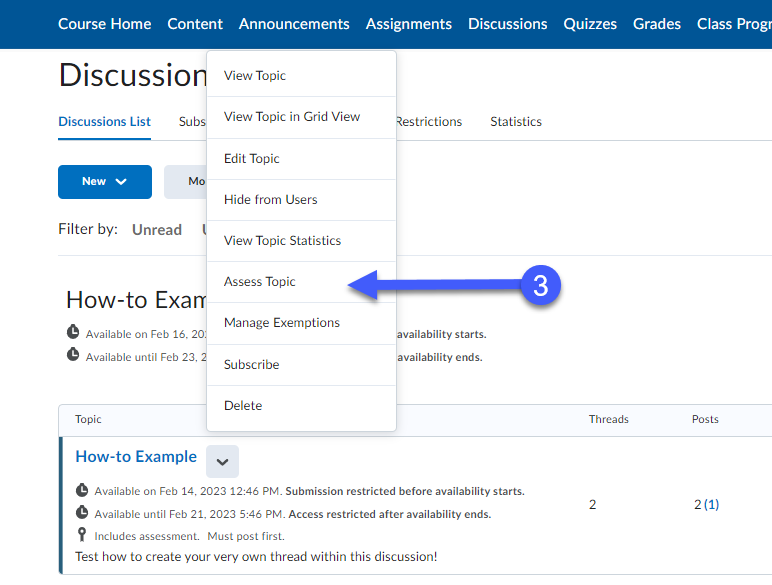 Course Home Content Announcements Assignments Discussions Quizzes Grades Class Progr
Discussion
Discussions List Subs Restrictions Statistics
New Mo
Filter by: Unread
How-to Exam
Available on Feb 16, 202 availability starts.
Available until Feb 23, 2 availability ends.
View Topic
View Topic in Grid View
Edit Topic
Hide from Users
View Topic Statistics
Assess Topic
3
Manage Exemptions
Subscribe
Delete
Topic Threads Posts
How-to Example
Available on Feb 14, 2023 12:46 PM. Submission restricted before availability starts.
Available until Feb 21, 2023 5:46 PM. Access restricted after availability ends.
2 2 (1)
Includes assessment. Must post first.
Test how to create your very own thread within this discussion!